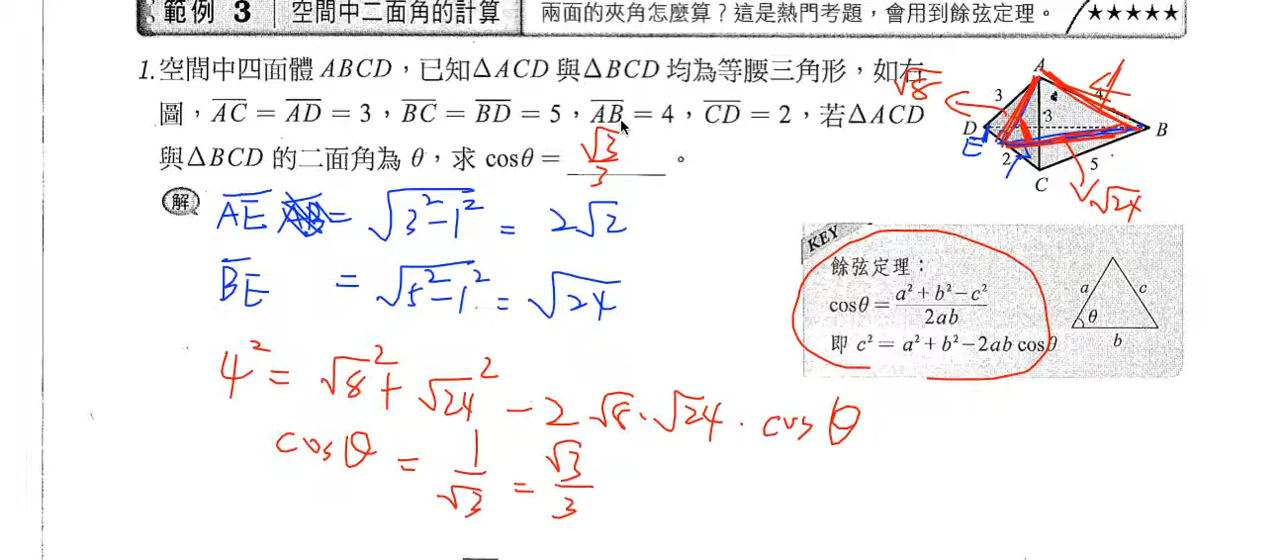 範例 3 空間中二面角的計算 兩面的夾角怎麼算？這是熱門考題，會用到餘弦定理。 ★★★★★
1.空間中四面體 ABCD，已知 ΔACD 與 ΔBCD 均為等腰三角形，如右
圖，AC = AD = 3，BC = BD = 5，AB = 4，CD = 2，若 ΔACD
與 ΔBCD 的二面角為 θ，求 cosθ = √3/3 。
A
√8
4
3
4
3
D
B
E
2
1
5
C
√24
解
AE = √(3²−1²) = 2√2
BE = √(5²−1²) = √24
4² = √8² + √24² − 2√8·√24·cosθ
cosθ = 1/√3 = √3/3
KEY
餘弦定理：
cosθ = (a² + b² − c²)/2ab
即 c² = a² + b² − 2ab cosθ
a
c
θ
b